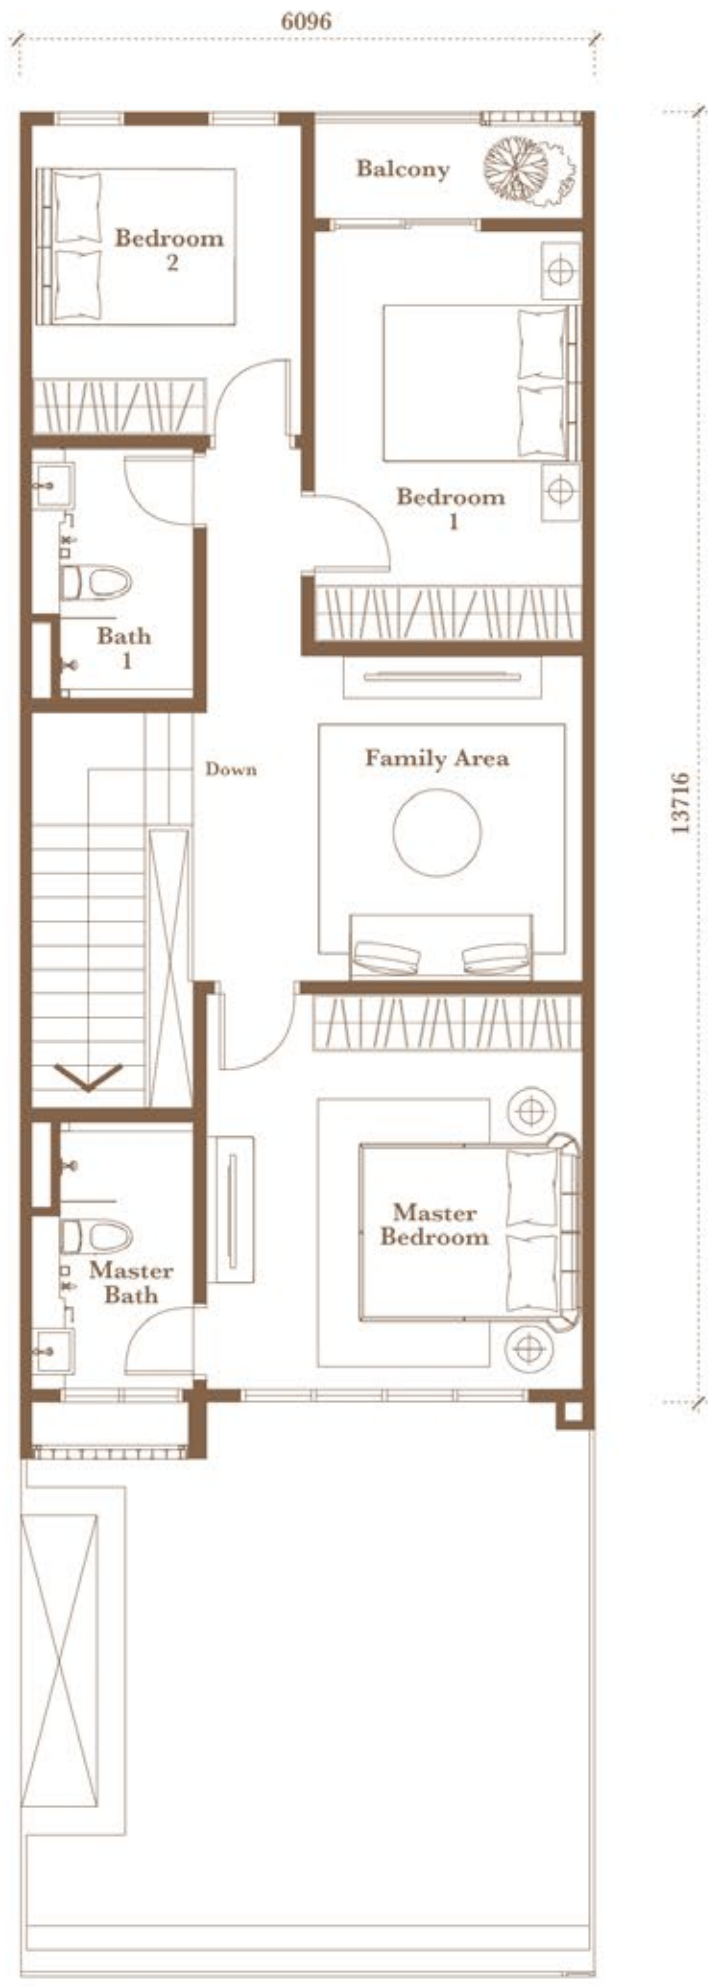 6096
Balcony
Bedroom
2
Bedroom
1
Bath
1
Family Area
Down
13716
Master
Bedroom
Master
Bath